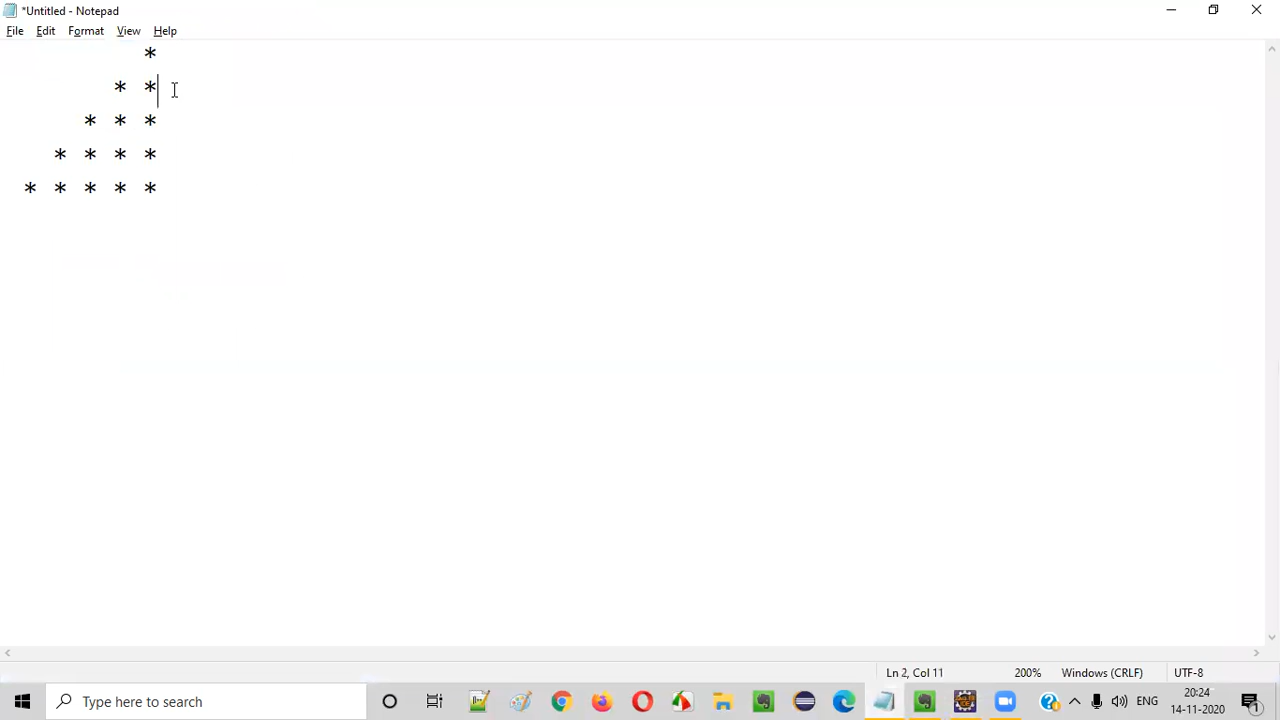 *Untitled - Notepad
File Edit Format View Help
*
* *
* * *
* * * *
* * * * *
Ln 2, Col 11 200% Windows (CRLF) UTF-8
Type here to search
ENG
20:24
14-11-2020
1